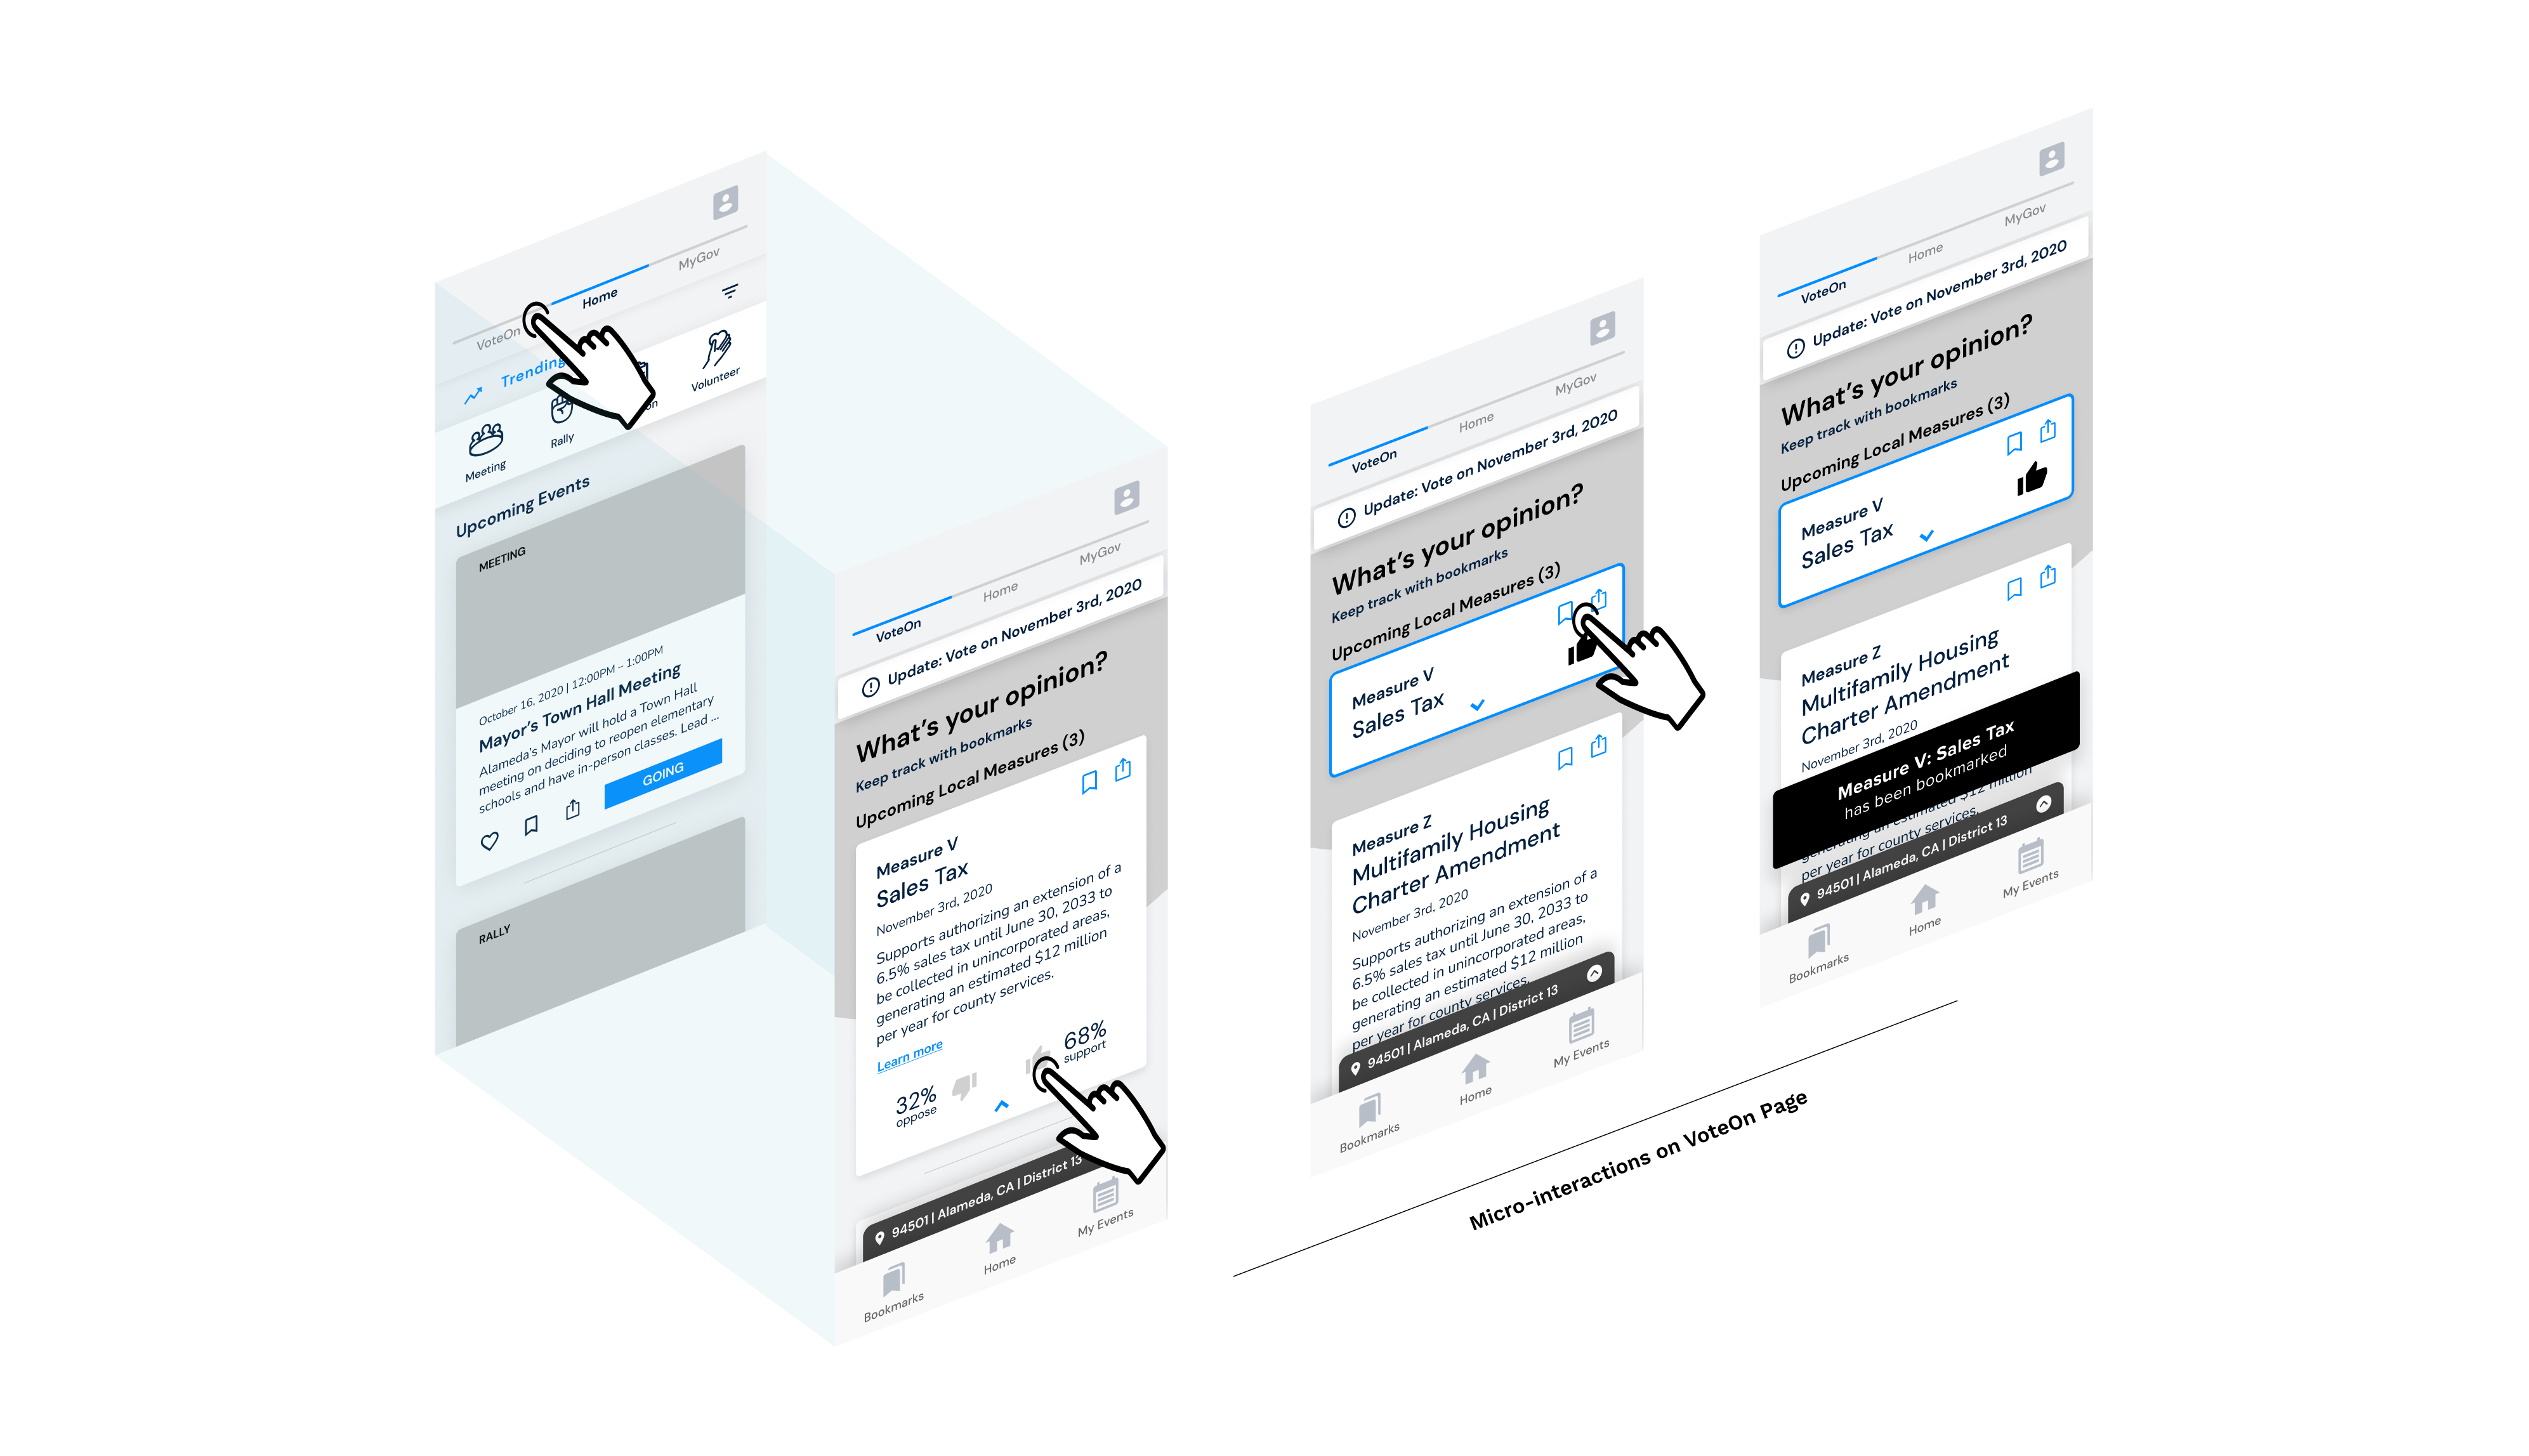 MyGov
Home
VoteOn
Trending
Volunteer
on
Rally
Meeting
Upcoming Events
MEETING
October 16, 2020 | 12:00PM – 1:00PM
Mayor's Town Hall Meeting
Alameda's Mayor will hold a Town Hall
meeting on deciding to reopen elementary
schools and have in-person classes. Lead ...
GOING
RALLY
MyGov
Home
VoteOn
Update: Vote on November 3rd, 2020
What's your opinion?
Keep track with bookmarks
Upcoming Local Measures (3)
Measure V
Sales Tax
November 3rd, 2020
Supports authorizing an extension of a
6.5% sales tax until June 30, 2033 to
be collected in unincorporated areas,
generating an estimated $12 million
per year for county services.
Learn more
68%
support
32%
oppose
94501 | Alameda, CA | District 13
Bookmarks
Home
My Events
MyGov
Home
VoteOn
Update: Vote on November 3rd, 2020
What's your opinion?
Keep track with bookmarks
Upcoming Local Measures (3)
Measure V
Sales Tax
Measure Z
Multifamily Housing
Charter Amendment
November 3rd, 2020
Supports authorizing an extension of a
6.5% sales tax until June 30, 2033 to
be collected in unincorporated areas,
generating an estimated $12 million
per year for county services.
94501 | Alameda, CA | District 13
Bookmarks
Home
My Events
MyGov
Home
VoteOn
Update: Vote on November 3rd, 2020
What's your opinion?
Keep track with bookmarks
Upcoming Local Measures (3)
Measure V
Sales Tax
Measure Z
Multifamily Housing
Charter Amendment
November 3rd, 2020
Measure V: Sales Tax
has been bookmarked
generating an estimated $12 million
per year for county services.
94501 | Alameda, CA | District 13
Bookmarks
Home
My Events
Micro-interactions on VoteOn Page